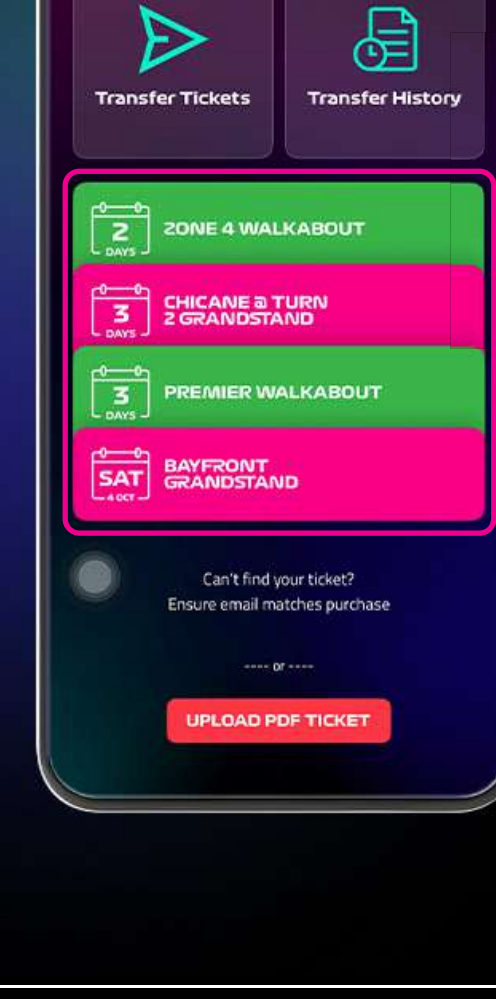 Transfer Tickets
Transfer History
2
DAYS
ZONE 4 WALKABOUT
3
DAYS
CHICANE @ TURN
2 GRANDSTAND
3
DAYS
PREMIER WALKABOUT
SAT
4 OCT
BAYFRONT
GRANDSTAND
Can't find your ticket?
Ensure email matches purchase
---- or ----
UPLOAD PDF TICKET